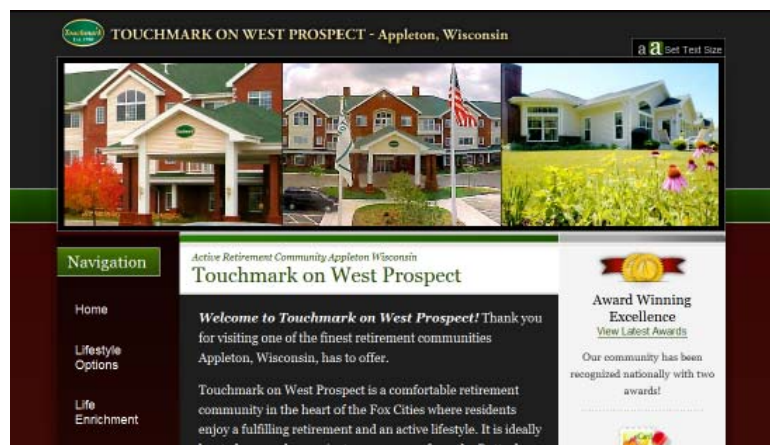 Touchmark
TOUCHMARK ON WEST PROSPECT - Appleton, Wisconsin
a a Set Text Size
Navigation
Home
Lifestyle
Options
Life
Enrichment
Active Retirement Community Appleton Wisconsin
Touchmark on West Prospect
Welcome to Touchmark on West Prospect! Thank you
for visiting one of the finest retirement communities
Appleton, Wisconsin, has to offer.
Touchmark on West Prospect is a comfortable retirement
community in the heart of the Fox Cities where residents
enjoy a fulfilling retirement and an active lifestyle. It is ideally
Award Winning
Excellence
View Latest Awards
Our community has been
recognized nationally with two
awards!